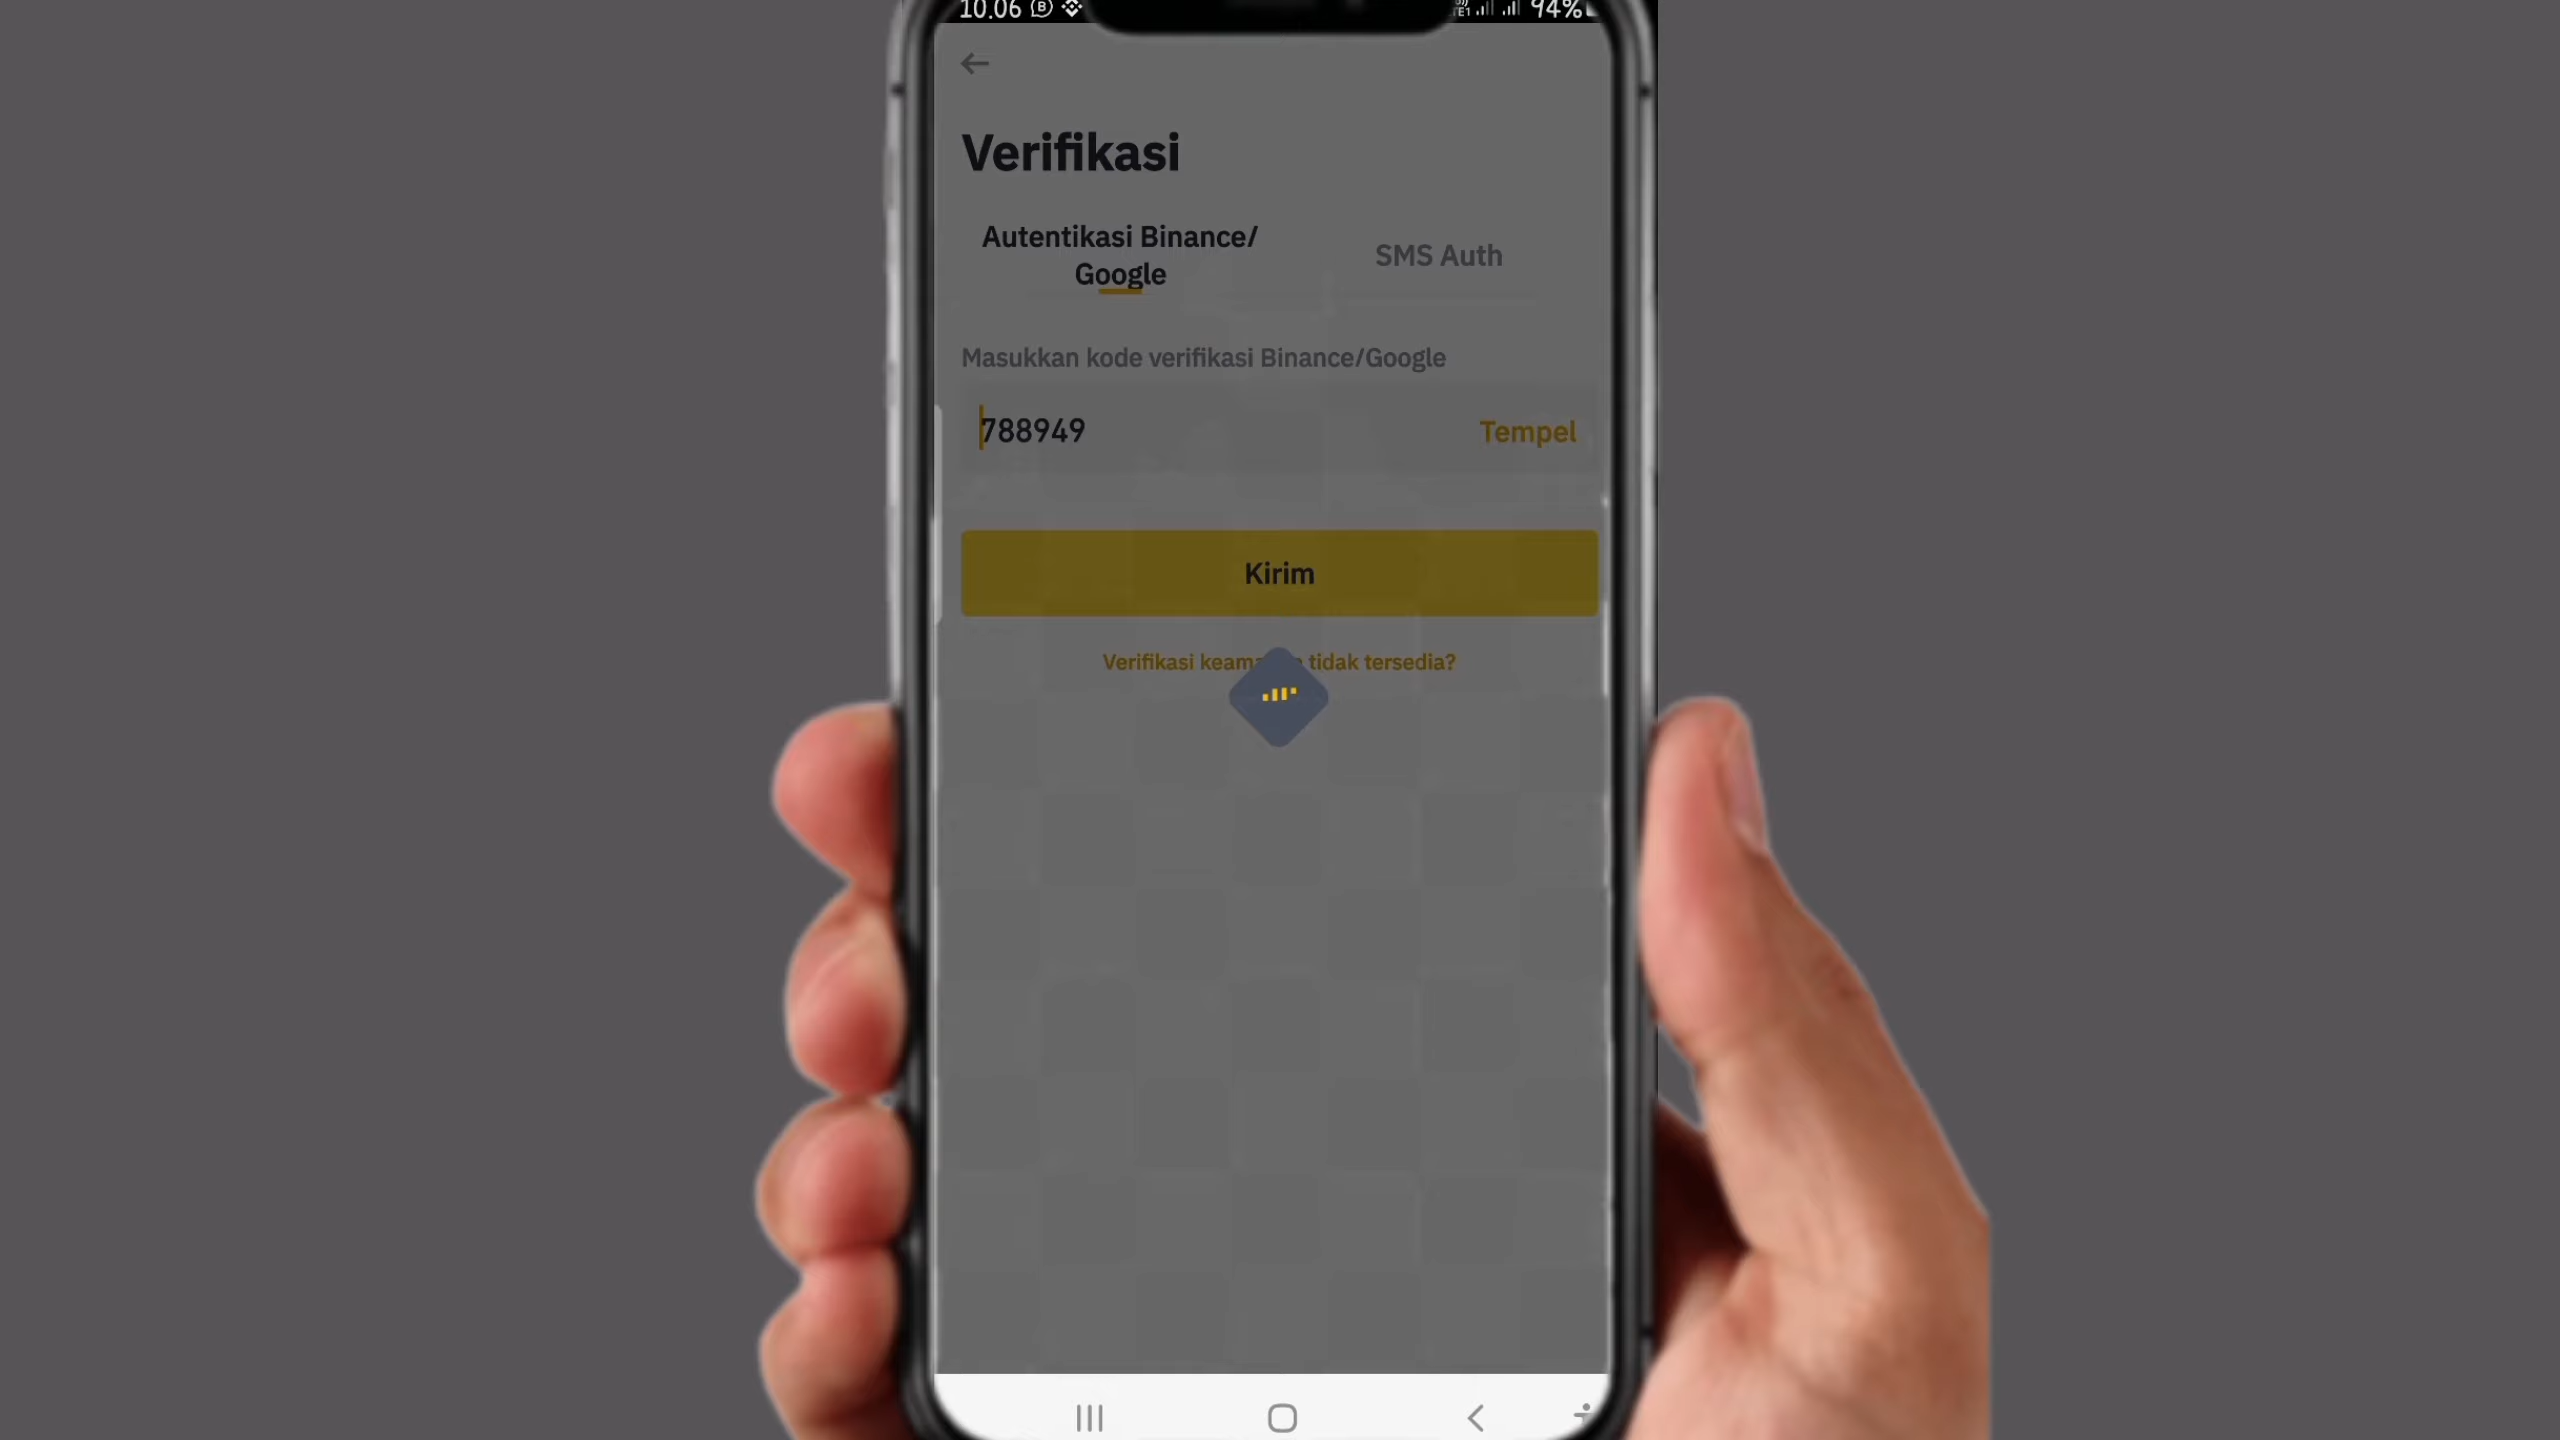 10.06
94%
Verifikasi
Autentikasi Binance/
Google
SMS Auth
Masukkan kode verifikasi Binance/Google
788949
Tempel
Kirim
Verifikasi keama tidak tersedia?